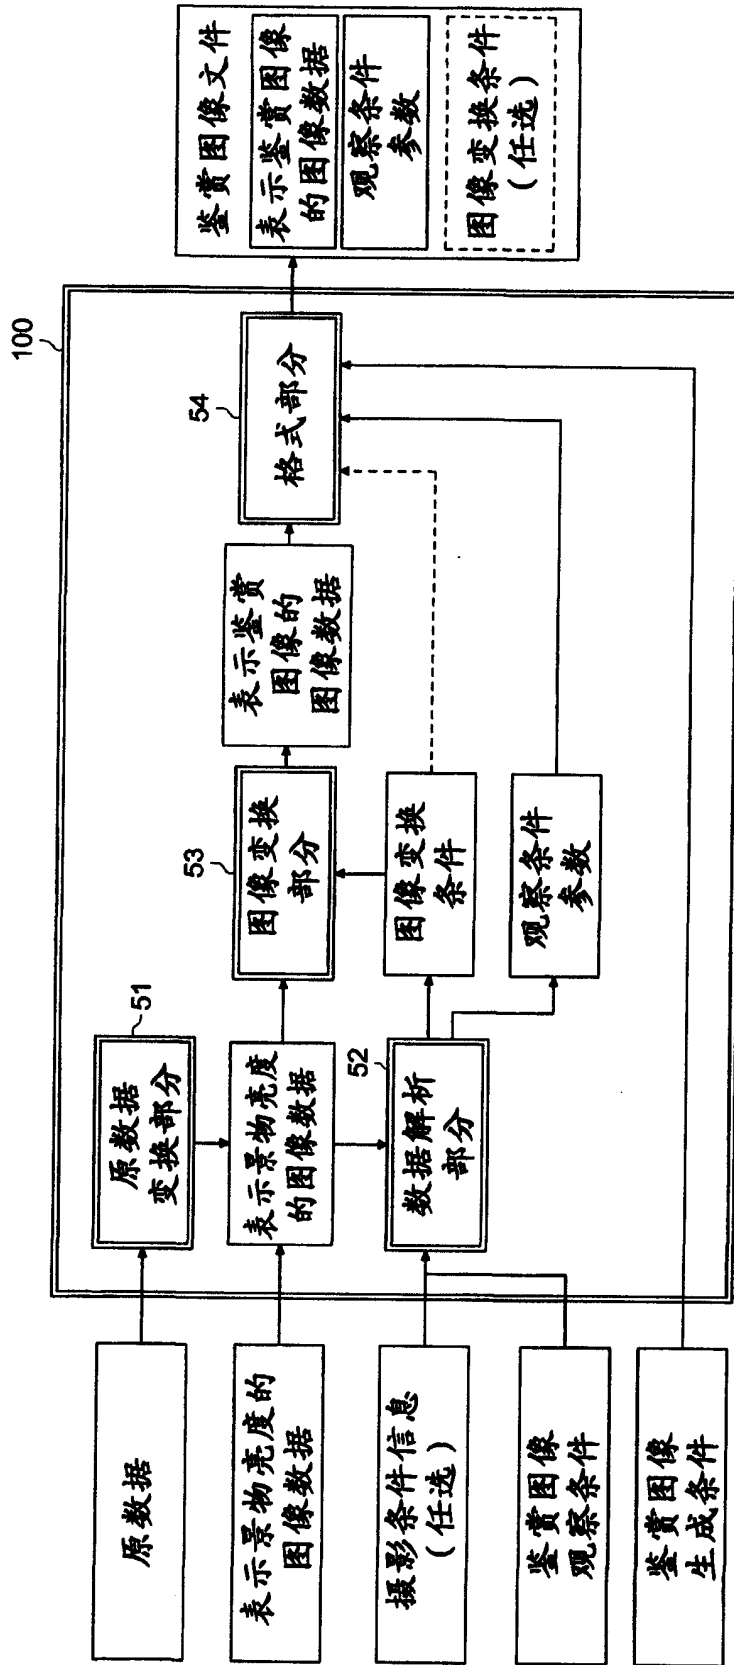 原数据
表示景物亮度的
图像数据
摄影条件信息
(任选)
鉴赏图像
观察条件
鉴赏图像
生成条件
100
原数据
变换部分
51
表示景物亮度
的图像数据
52
数据解析
部分
53
图像变换
部分
图像变换
条件
观察条件
参数
表示鉴赏
图像的
图像数据
54
格式部分
鉴赏图像文件
表示鉴赏图像
的图像数据
观察条件
参数
图像变换条件
(任选)